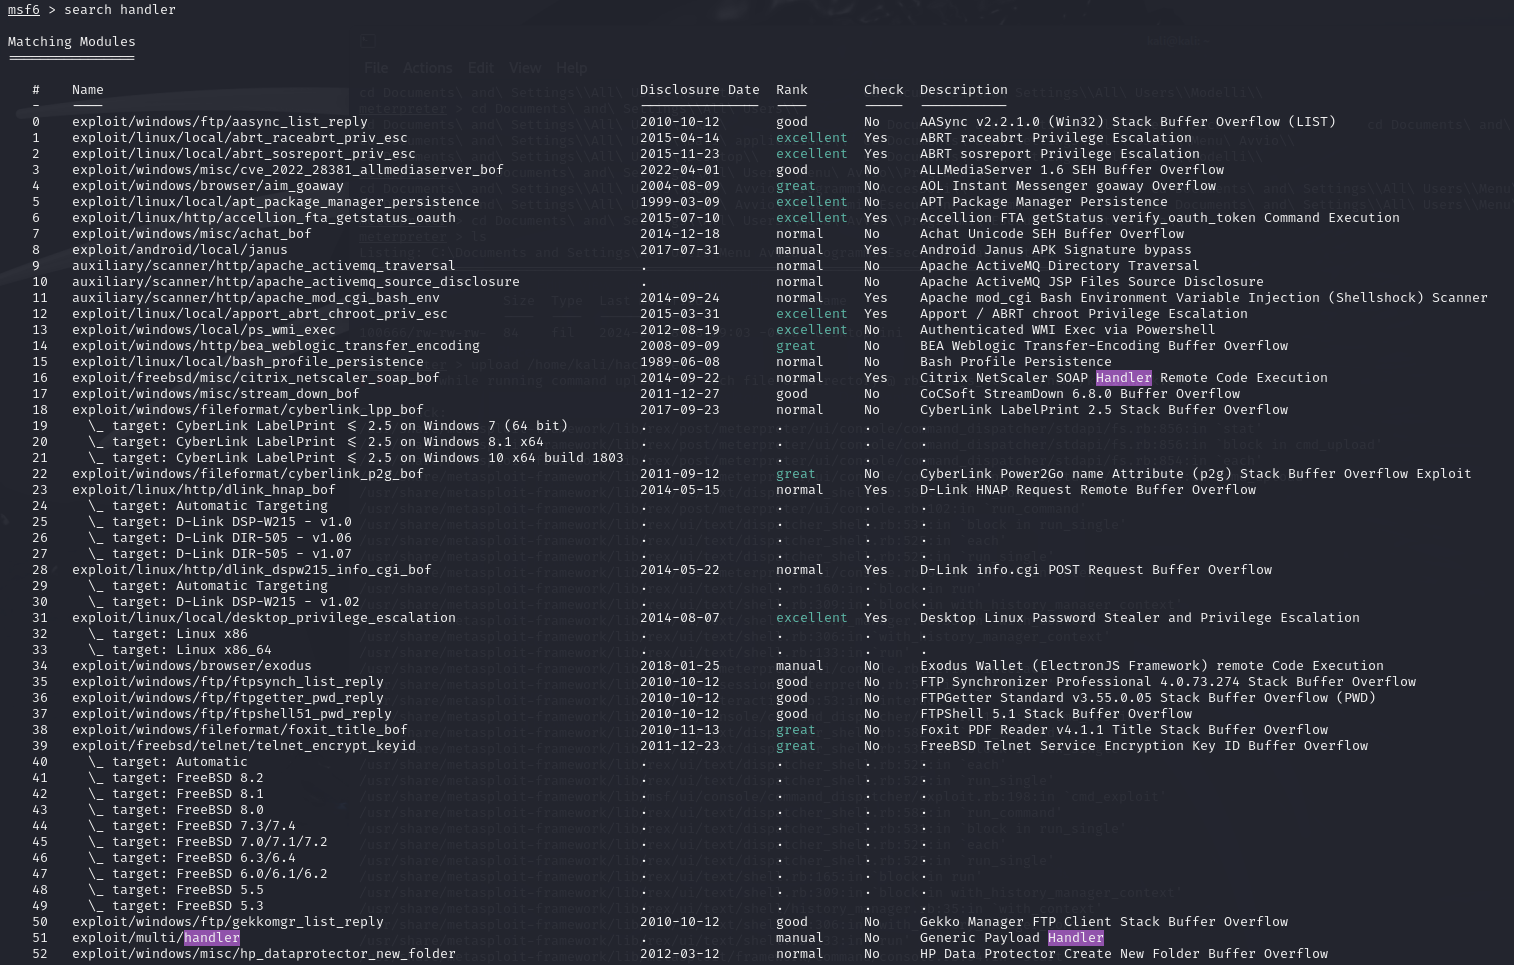 msf6 > search handler
Matching Modules
================
# Name Disclosure Date Rank Check Description
- ---- --------------- ---- ----- -----------
0 exploit/windows/ftp/aasync_list_reply 2010-10-12 good No AASync v2.2.1.0 (Win32) Stack Buffer Overflow (LIST)
1 exploit/linux/local/abrt_raceabrt_priv_esc 2015-04-14 excellent Yes ABRT raceabrt Privilege Escalation
2 exploit/linux/local/abrt_sosreport_priv_esc 2015-11-23 excellent Yes ABRT sosreport Privilege Escalation
3 exploit/windows/misc/cve_2022_28381_allmediaserver_bof 2022-04-01 good No ALLMediaServer 1.6 SEH Buffer Overflow
4 exploit/windows/browser/aim_goaway 2004-08-09 great No AOL Instant Messenger goaway Overflow
5 exploit/linux/local/apt_package_manager_persistence 1999-03-09 excellent No APT Package Manager Persistence
6 exploit/linux/http/accellion_fta_getstatus_oauth 2015-07-10 excellent Yes Accellion FTA getStatus verify_oauth_token Command Execution
7 exploit/windows/misc/achat_bof 2014-12-18 normal No Achat Unicode SEH Buffer Overflow
8 exploit/android/local/janus 2017-07-31 manual Yes Android Janus APK Signature bypass
9 auxiliary/scanner/http/apache_activemq_traversal . normal No Apache ActiveMQ Directory Traversal
10 auxiliary/scanner/http/apache_activemq_source_disclosure . normal No Apache ActiveMQ JSP Files Source Disclosure
11 auxiliary/scanner/http/apache_mod_cgi_bash_env 2014-09-24 normal Yes Apache mod_cgi Bash Environment Variable Injection (Shellshock) Scanner
12 exploit/linux/local/apport_abrt_chroot_priv_esc 2015-03-31 excellent Yes Apport / ABRT chroot Privilege Escalation
13 exploit/windows/local/ps_wmi_exec 2012-08-19 excellent No Authenticated WMI Exec via Powershell
14 exploit/windows/http/bea_weblogic_transfer_encoding 2008-09-09 great No BEA Weblogic Transfer-Encoding Buffer Overflow
15 exploit/linux/local/bash_profile_persistence 1989-06-08 normal No Bash Profile Persistence
16 exploit/freebsd/misc/citrix_netscaler_soap_bof 2014-09-22 normal Yes Citrix NetScaler SOAP Handler Remote Code Execution
17 exploit/windows/misc/stream_down_bof 2011-12-27 good No CoCSoft StreamDown 6.8.0 Buffer Overflow
18 exploit/windows/fileformat/cyberlink_lpp_bof 2017-09-23 normal No CyberLink LabelPrint 2.5 Stack Buffer Overflow
19 \_ target: CyberLink LabelPrint <= 2.5 on Windows 7 (64 bit) . . . .
20 \_ target: CyberLink LabelPrint <= 2.5 on Windows 8.1 x64 . . . .
21 \_ target: CyberLink LabelPrint <= 2.5 on Windows 10 x64 build 1803 . . . .
22 exploit/windows/fileformat/cyberlink_p2g_bof 2011-09-12 great No CyberLink Power2Go name Attribute (p2g) Stack Buffer Overflow Exploit
23 exploit/linux/http/dlink_hnap_bof 2014-05-15 normal Yes D-Link HNAP Request Remote Buffer Overflow
24 \_ target: Automatic Targeting . . . .
25 \_ target: D-Link DSP-W215 - v1.0 . . . .
26 \_ target: D-Link DIR-505 - v1.06 . . . .
27 \_ target: D-Link DIR-505 - v1.07 . . . .
28 exploit/linux/http/dlink_dspw215_info_cgi_bof 2014-05-22 normal Yes D-Link info.cgi POST Request Buffer Overflow
29 \_ target: Automatic Targeting . . . .
30 \_ target: D-Link DSP-W215 - v1.02 . . . .
31 exploit/linux/local/desktop_privilege_escalation 2014-08-07 excellent Yes Desktop Linux Password Stealer and Privilege Escalation
32 \_ target: Linux x86 . . . .
33 \_ target: Linux x86_64 . . . .
34 exploit/windows/browser/exodus 2018-01-25 manual No Exodus Wallet (ElectronJS Framework) remote Code Execution
35 exploit/windows/ftp/ftpsynch_list_reply 2010-10-12 good No FTP Synchronizer Professional 4.0.73.274 Stack Buffer Overflow
36 exploit/windows/ftp/ftpgetter_pwd_reply 2010-10-12 good No FTPGetter Standard v3.55.0.05 Stack Buffer Overflow (PWD)
37 exploit/windows/ftp/ftpshell51_pwd_reply 2010-10-12 good No FTPShell 5.1 Stack Buffer Overflow
38 exploit/windows/fileformat/foxit_title_bof 2010-11-13 great No Foxit PDF Reader v4.1.1 Title Stack Buffer Overflow
39 exploit/freebsd/telnet/telnet_encrypt_keyid 2011-12-23 great No FreeBSD Telnet Service Encryption Key ID Buffer Overflow
40 \_ target: Automatic . . . .
41 \_ target: FreeBSD 8.2 . . . .
42 \_ target: FreeBSD 8.1 . . . .
43 \_ target: FreeBSD 8.0 . . . .
44 \_ target: FreeBSD 7.3/7.4 . . . .
45 \_ target: FreeBSD 7.0/7.1/7.2 . . . .
46 \_ target: FreeBSD 6.3/6.4 . . . .
47 \_ target: FreeBSD 6.0/6.1/6.2 . . . .
48 \_ target: FreeBSD 5.5 . . . .
49 \_ target: FreeBSD 5.3 . . . .
50 exploit/windows/ftp/gekkomgr_list_reply 2010-10-12 good No Gekko Manager FTP Client Stack Buffer Overflow
51 exploit/multi/handler . manual No Generic Payload Handler
52 exploit/windows/misc/hp_dataprotector_new_folder 2012-03-12 normal No HP Data Protector Create New Folder Buffer Overflow